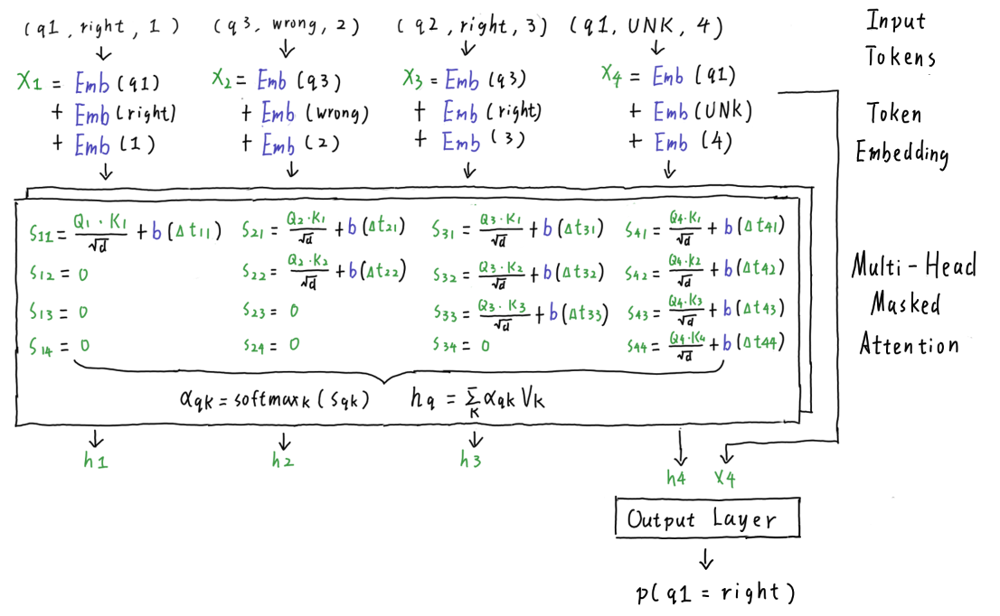 (q1, right, 1) (q3, wrong, 2) (q2, right, 3) (q1, UNK, 4) Input Tokens
X1 = Emb (q1) X2 = Emb (q3) X3 = Emb (q3) X4 = Emb (q1)
+ Emb (right) + Emb (wrong) + Emb (right) + Emb (UNK) Token
+ Emb (1) + Emb (2) + Emb (3) + Emb (4) Embedding
S11 = Q1·K1/√d + b(Δt11) S21 = Q2·K1/√d + b(Δt21) S31 = Q3·K1/√d + b(Δt31) S41 = Q4·K1/√d + b(Δt41)
S12 = 0 S22 = Q2·K2/√d + b(Δt22) S32 = Q3·K2/√d + b(Δt32) S42 = Q4·K2/√d + b(Δt42) Multi-Head
S13 = 0 S23 = 0 S33 = Q3·K3/√d + b(Δt33) S43 = Q4·K3/√d + b(Δt43) Masked
S14 = 0 S24 = 0 S34 = 0 S44 = Q4·K4/√d + b(Δt44) Attention
αqk = softmaxk (Sqk) hq = Σk αqk Vk
h1 h2 h3 h4 X4
Output Layer
p(q1 = right)